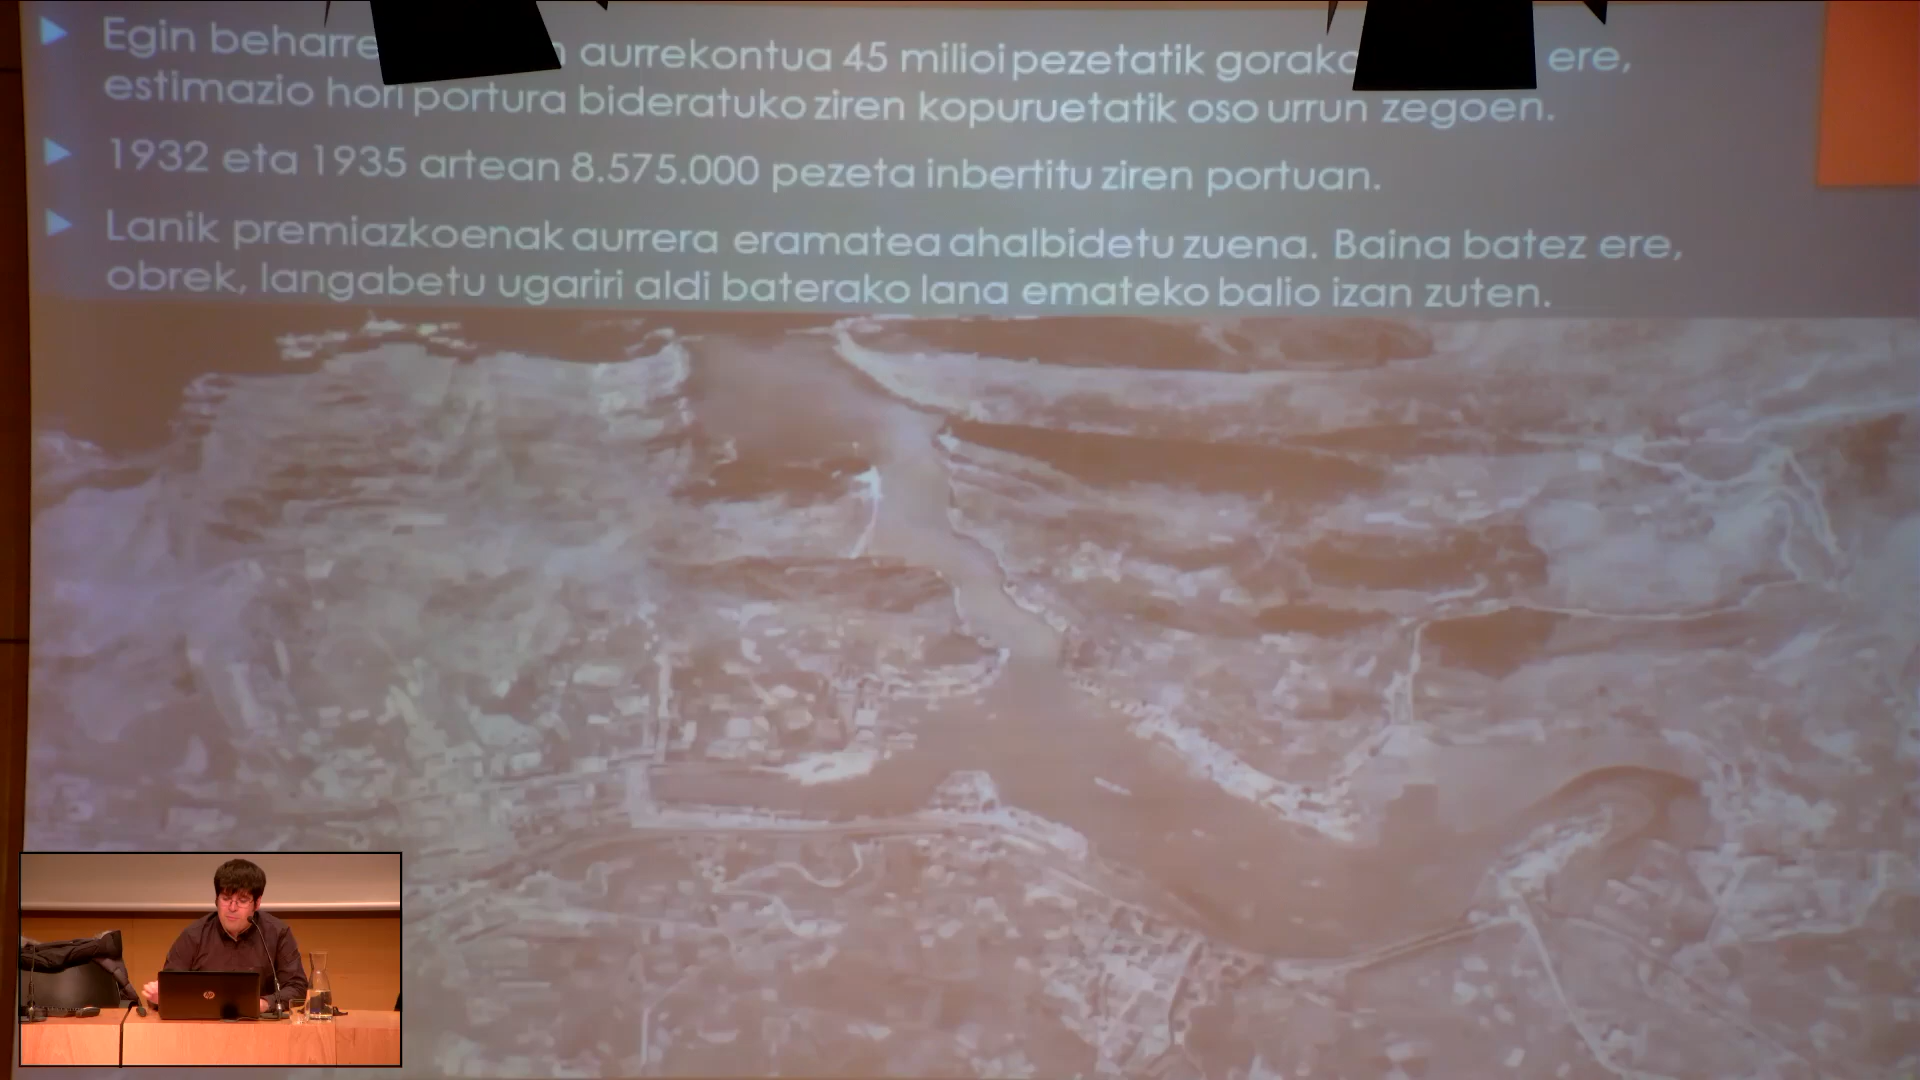 Egin aurrekontua 45 milioi pezetatik ere,
estimazio hori portura bideratuko ziren kopuruetatik oso urrun zegoen.
1932 eta 1935 artean 8.575.000 pezeta inbertitu ziren portuan.
Lanik premiazkoenak aurrera eramatea ahalbidetu zuena. Baina batez ere,
obrek, langabetu ugariri aldi baterako lana emateko balio izan zuten.